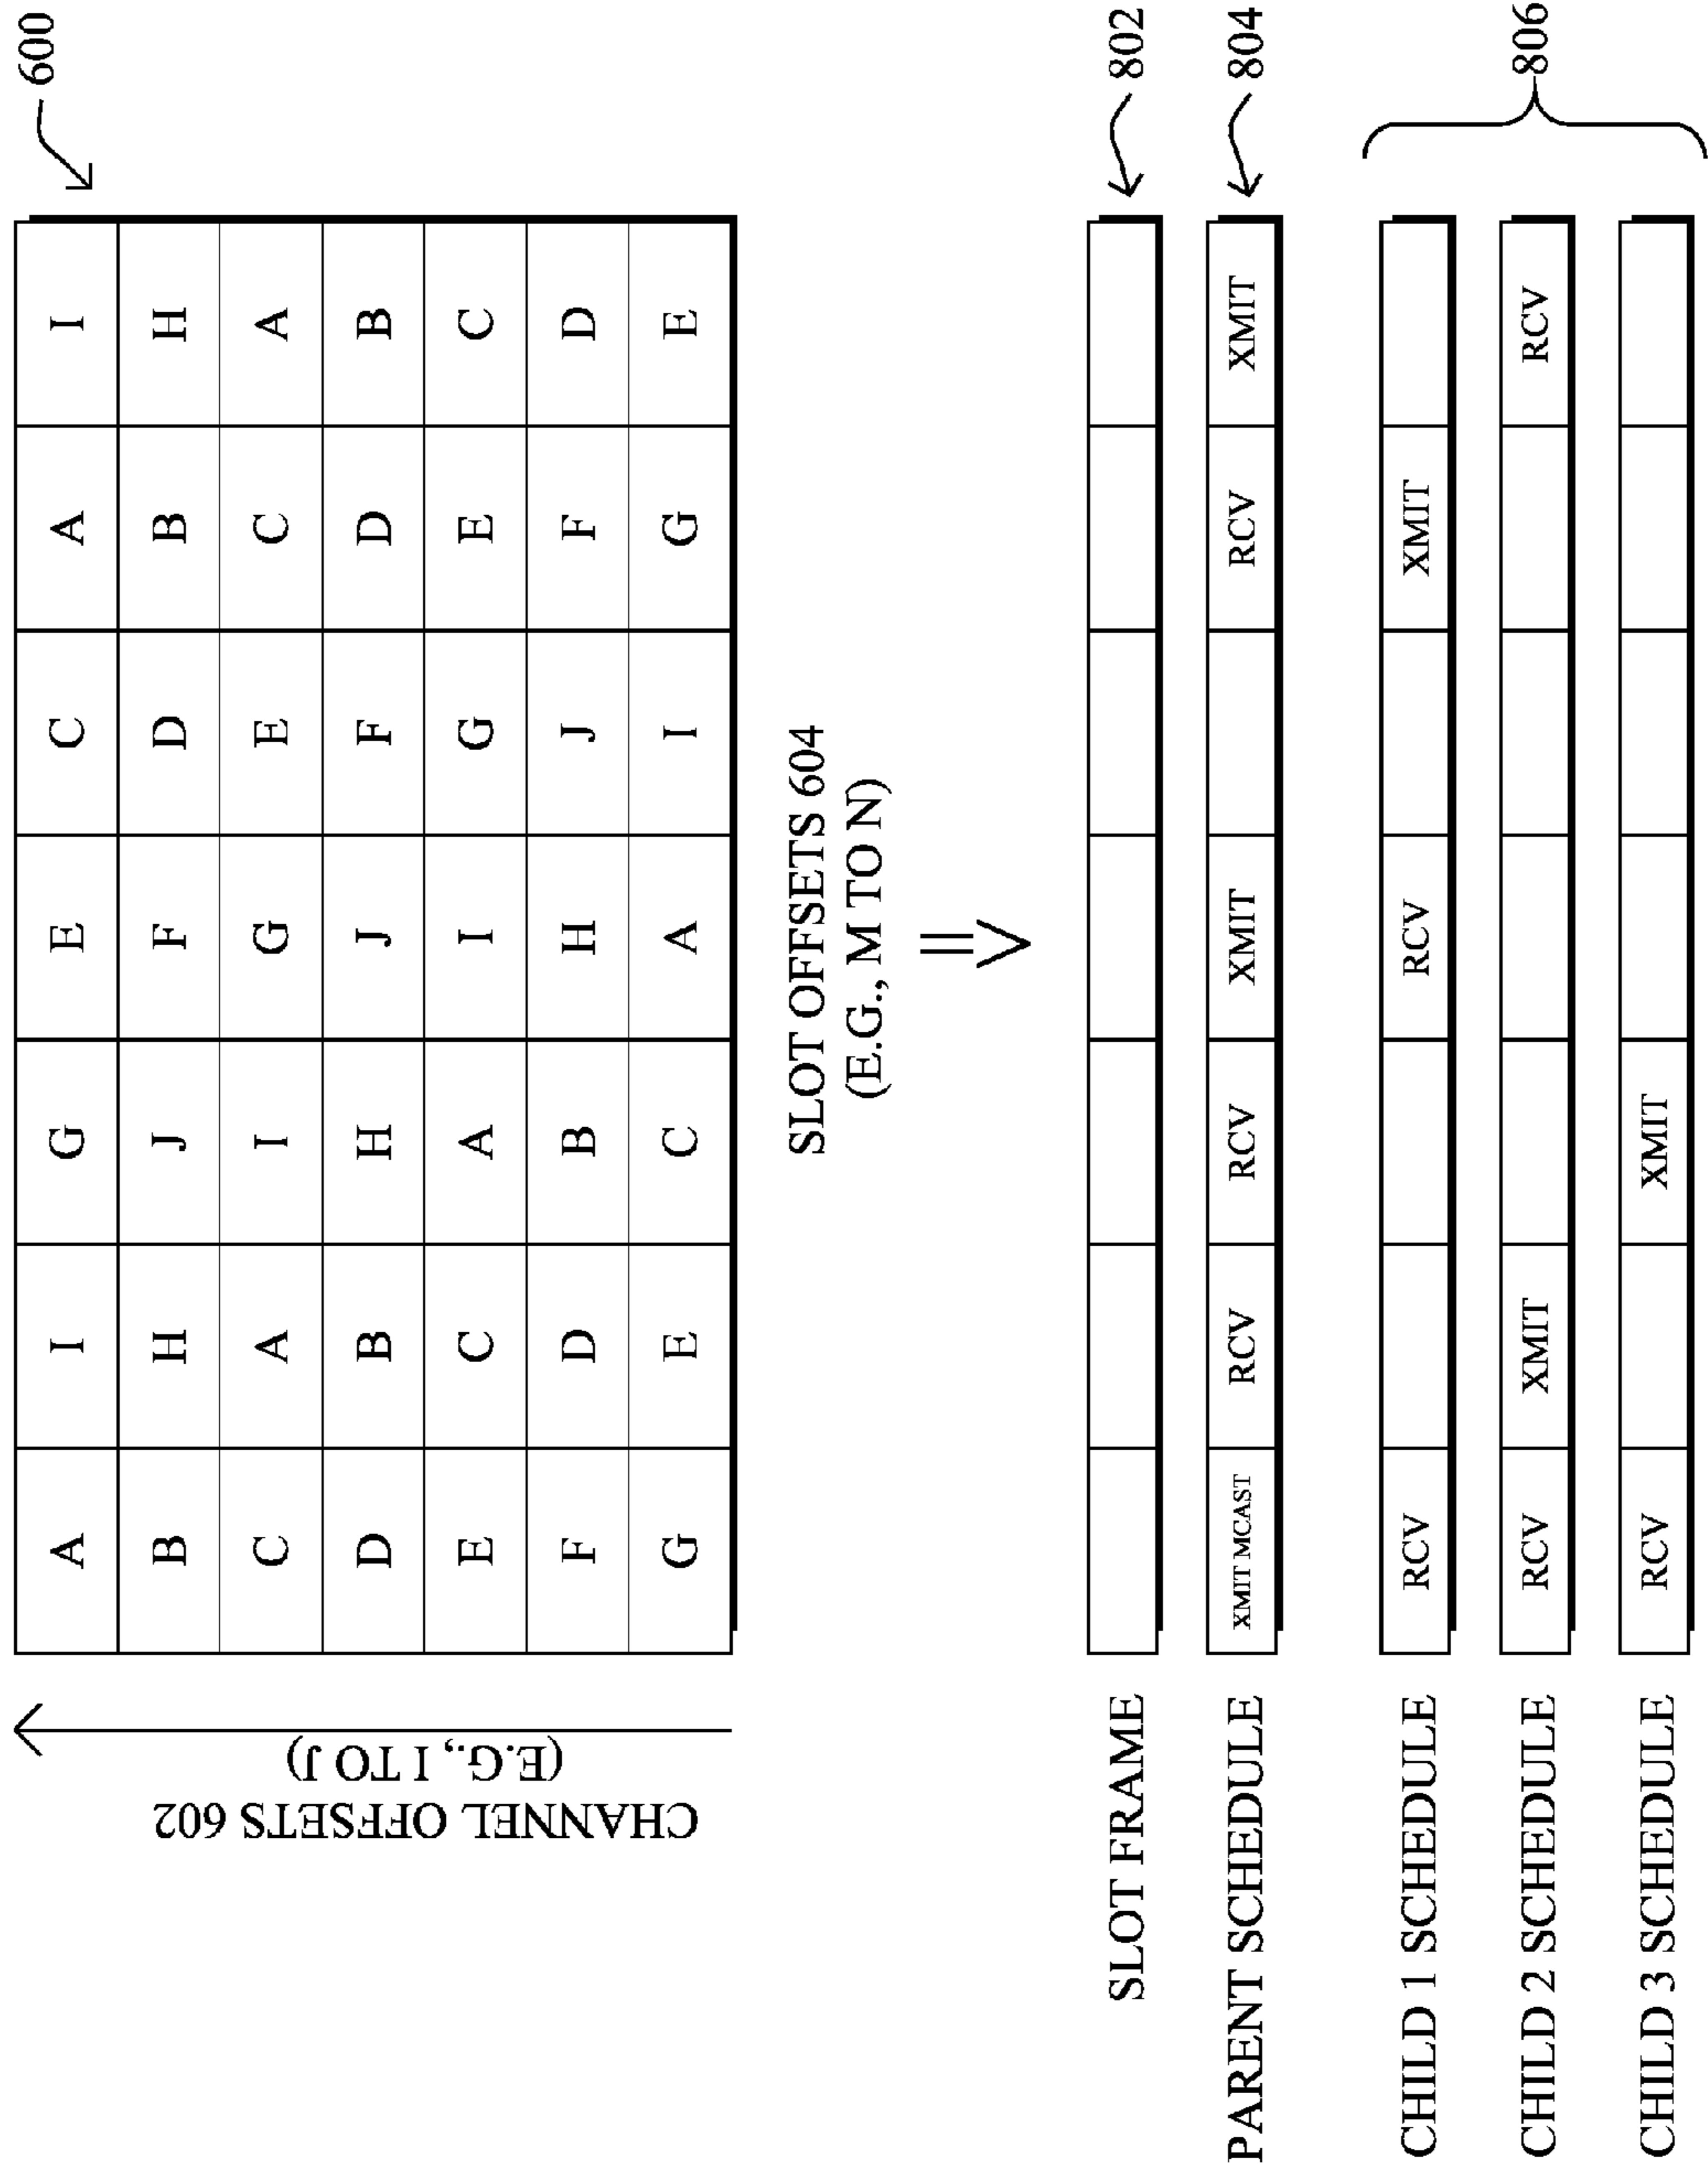 600
CHANNEL OFFSETS 602
(E.G., I TO J)
A I G E C A I
B H J F D B H
C A I G E C A
D B H J F D B
E C A I G E C
F D B H J F D
G E C A I G E
SLOT OFFSETS 604
(E.G., M TO N)
=>
SLOT FRAME 802
PARENT SCHEDULE XMIT MCAST RCV RCV XMIT RCV XMIT 804
CHILD 1 SCHEDULE RCV RCV XMIT
CHILD 2 SCHEDULE RCV XMIT RCV 806
CHILD 3 SCHEDULE RCV XMIT